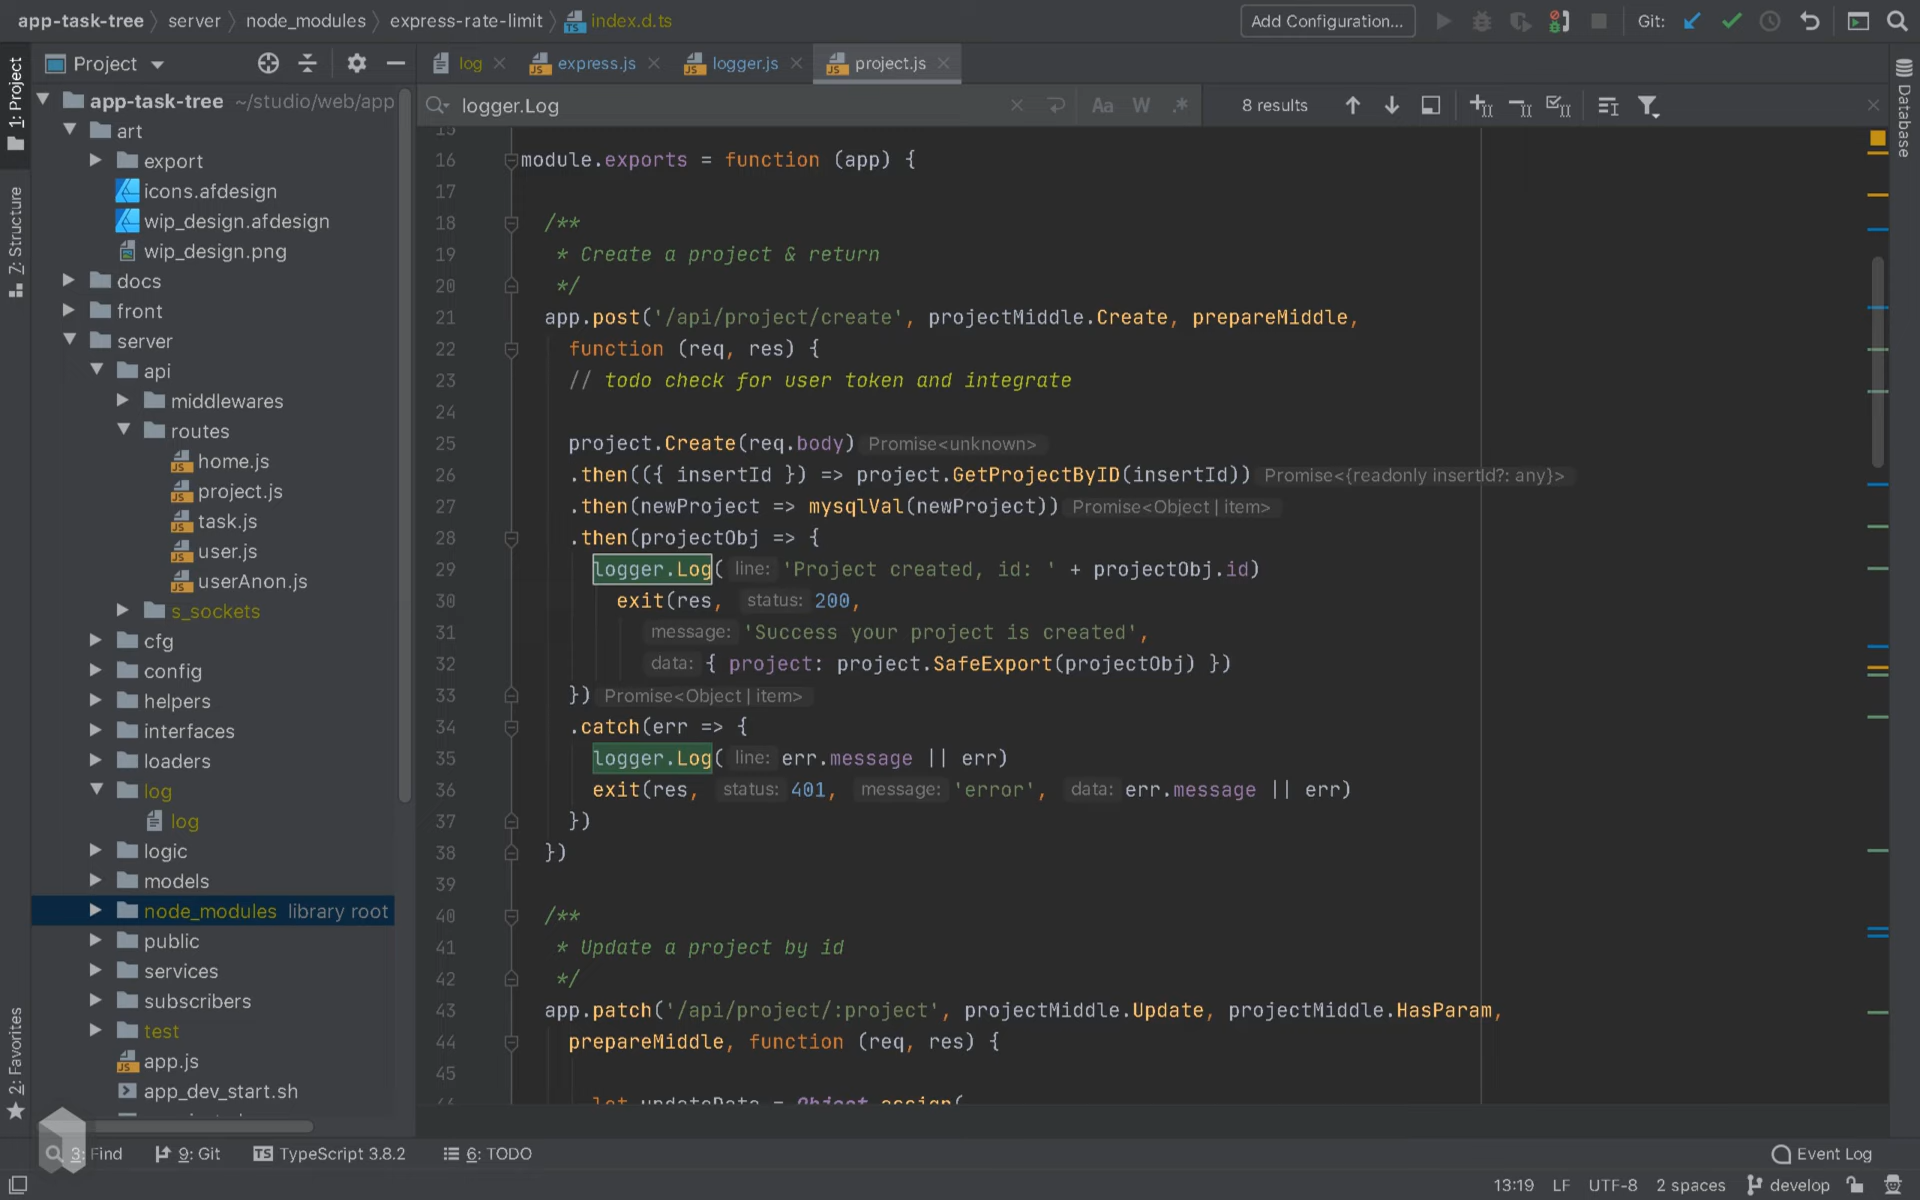 app-task-tree server node_modules express-rate-limit index.d.ts Add Configuration... Git:
1: Project
Z: Structure
2: Favorites
Project
app-task-tree ~/studio/web/app
art
export
icons.afdesign
wip_design.afdesign
wip_design.png
docs
front
server
api
middlewares
routes
home.js
project.js
task.js
user.js
userAnon.js
s_sockets
cfg
config
helpers
interfaces
loaders
log
log
logic
models
node_modules library root
public
services
subscribers
test
app.js
app_dev_start.sh
log express.js logger.js project.js
logger.Log Aa W .* 8 results
15
16 module.exports = function (app) {
17
18 /**
19 * Create a project & return
20 */
21 app.post('/api/project/create', projectMiddle.Create, prepareMiddle,
22 function (req, res) {
23 // todo check for user token and integrate
24
25 project.Create(req.body) Promise<unknown>
26 .then(({ insertId }) => project.GetProjectByID(insertId)) Promise<{readonly insertId?: any}>
27 .then(newProject => mysqlVal(newProject)) Promise<Object | item>
28 .then(projectObj => {
29 logger.Log( line: 'Project created, id: ' + projectObj.id)
30 exit(res, status: 200,
31 message: 'Success your project is created',
32 data: { project: project.SafeExport(projectObj) })
33 }) Promise<Object | item>
34 .catch(err => {
35 logger.Log( line: err.message || err)
36 exit(res, status: 401, message: 'error', data: err.message || err)
37 })
38 })
39
40 /**
41 * Update a project by id
42 */
43 app.patch('/api/project/:project', projectMiddle.Update, projectMiddle.HasParam,
44 prepareMiddle, function (req, res) {
45
let updateData = Object.assign(
Database
3: Find 9: Git TypeScript 3.8.2 6: TODO Event Log
13:19 LF UTF-8 2 spaces develop